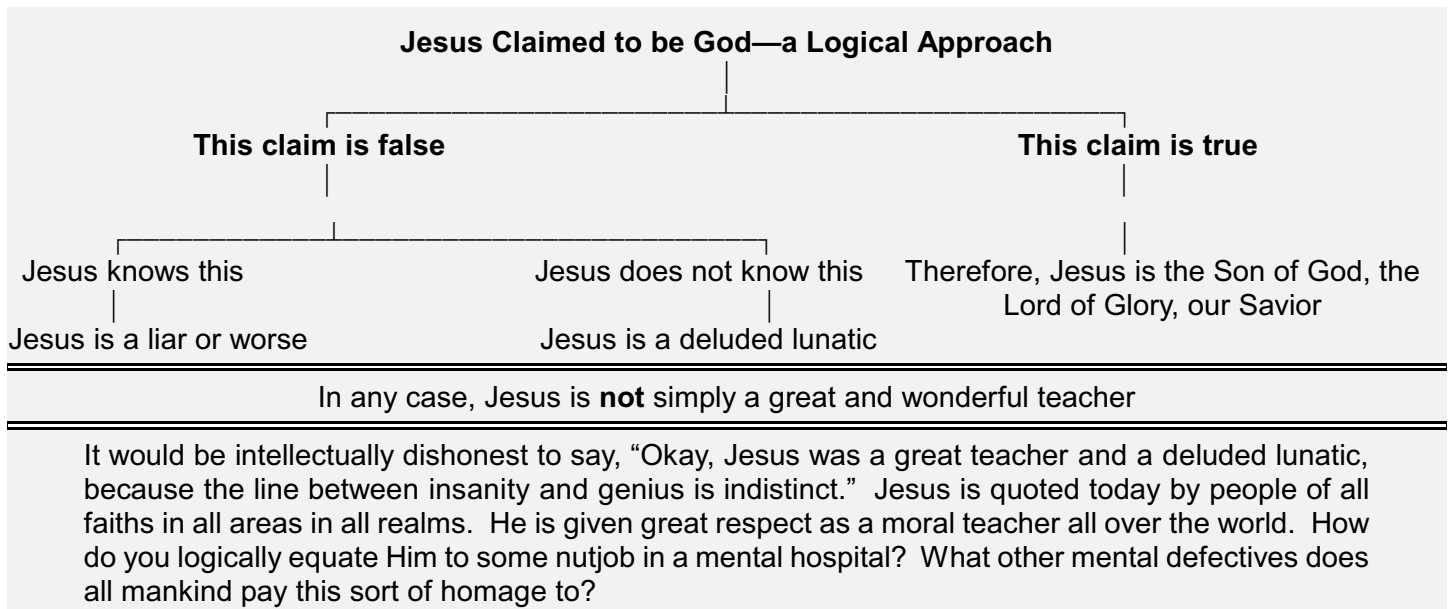 Jesus Claimed to be God—a Logical Approach
This claim is false This claim is true
Jesus knows this Jesus does not know this Therefore, Jesus is the Son of God, the
Lord of Glory, our Savior
Jesus is a liar or worse Jesus is a deluded lunatic
In any case, Jesus is not simply a great and wonderful teacher
It would be intellectually dishonest to say, “Okay, Jesus was a great teacher and a deluded lunatic,
because the line between insanity and genius is indistinct.” Jesus is quoted today by people of all
faiths in all areas in all realms. He is given great respect as a moral teacher all over the world. How
do you logically equate Him to some nutjob in a mental hospital? What other mental defectives does
all mankind pay this sort of homage to?